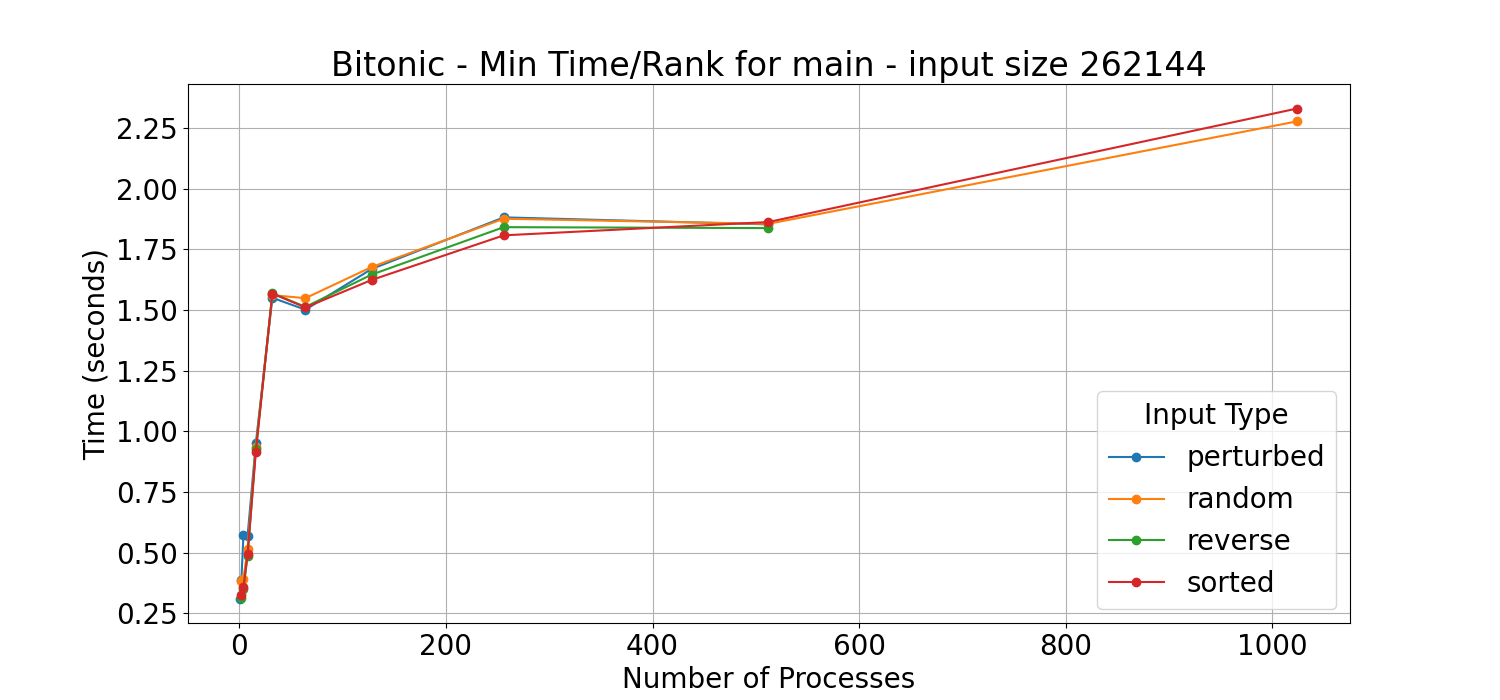 Bitonic - Min Time/Rank for main - input size 262144
2.25
2.00
1.75
1.50
1.25
1.00
0.75
0.50
0.25
Time (seconds)
Input Type
perturbed
random
reverse
sorted
0 200 400 600 800 1000
Number of Processes